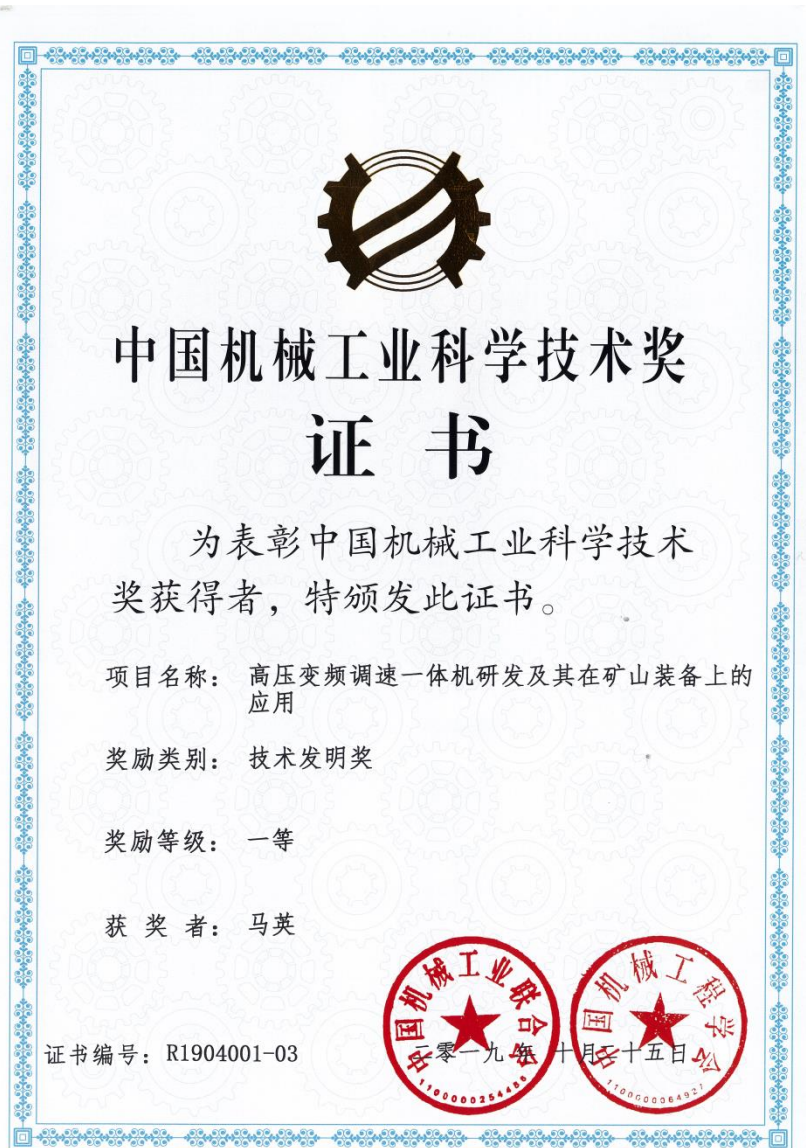 中国机械工业科学技术奖
证书
为表彰中国机械工业科学技术
奖获得者，特颁发此证书。
项目名称： 高压变频调速一体机研发及其在矿山装备上的
应用
奖励类别： 技术发明奖
奖励等级： 一等
获奖者： 马英
中国机械工业联合会
中国机械工程学会
证书编号：R1904001-03
二零一九年 十月二十五日